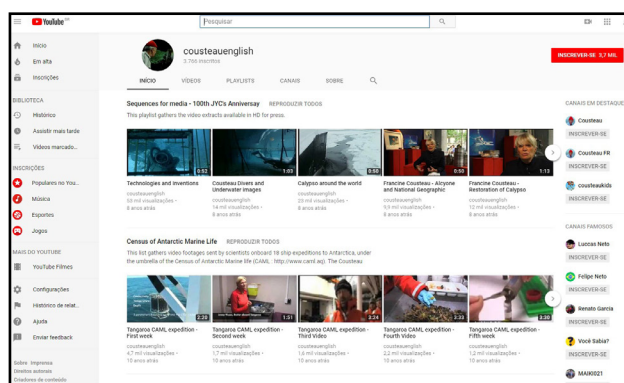 YouTube BR
Pesquisar
Início
Em alta
Inscrições
BIBLIOTECA
Histórico
Assistir mais tarde
Vídeos marcado...
INSCRIÇÕES
Populares no You...
Música
Esportes
Jogos
MAIS DO YOUTUBE
YouTube Filmes
Configurações
Histórico de relat...
Ajuda
Enviar feedback
Sobre Imprensa
Direitos autorais
Criadores de conteúdo
cousteauenglish
3.766 inscritos
INSCREVER-SE 3,7 MIL
INÍCIO VÍDEOS PLAYLISTS CANAIS SOBRE
Sequences for media - 100th JYC's Anniversay REPRODUZIR TODOS
This playlist gathers the video extracts available in HD for press.
0:52 1:03 0:58 0:50 1:13
Technologies and inventions
cousteauenglish
53 mil visualizações •
8 anos atrás
Cousteau Divers and
Underwater images
cousteauenglish
14 mil visualizações •
8 anos atrás
Calypso around the world
cousteauenglish
23 mil visualizações •
8 anos atrás
Francine Cousteau - Alcyone
and National Geographic
cousteauenglish
9,9 mil visualizações •
8 anos atrás
Francine Cousteau -
Restoration of Calypso
cousteauenglish
12 mil visualizações •
8 anos atrás
Census of Antarctic Marine Life REPRODUZIR TODOS
This list gathers video footages sent by scientists onboard 18 ship expeditions to Antarctica, under
the umbrella of the Census of Antarctic Marine Life (CAML http://www.caml.aq). The Cousteau
2:20 1:51 3:24 3:33 3:30
Tangaroa CAML expedition -
First week
cousteauenglish
4,7 mil visualizações •
10 anos atrás
Tangaroa CAML expedition -
Second week
cousteauenglish
1,7 mil visualizações •
10 anos atrás
Tangaroa CAML expedition -
Third Video
cousteauenglish
1,6 mil visualizações •
10 anos atrás
Tangaroa CAML expedition -
Fourth Video
cousteauenglish
2,2 mil visualizações •
10 anos atrás
Tangaroa CAML expedition -
Fifth week
cousteauenglish
1,2 mil visualizações •
10 anos atrás
CANAIS EM DESTAQUE
Cousteau
INSCREVER-SE
Cousteau FR
INSCREVER-SE
cousteaukids
INSCREVER-SE
CANAIS FAMOSOS
Luccas Neto
INSCREVER-SE
Felipe Neto
INSCREVER-SE
Renato Garcia
INSCREVER-SE
Você Sabia?
INSCREVER-SE
MAIKI021